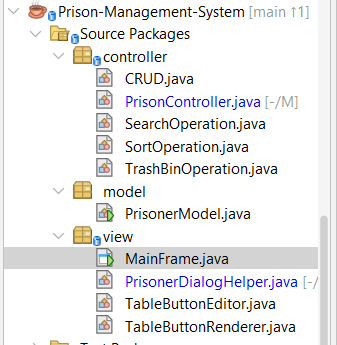 Prison-Management-System [main ↑1]
Source Packages
controller
CRUD.java
PrisonController.java [-/M]
SearchOperation.java
SortOperation.java
TrashBinOperation.java
model
PrisonerModel.java
view
MainFrame.java
PrisonerDialogHelper.java [-/
TableButtonEditor.java
TableButtonRenderer.java